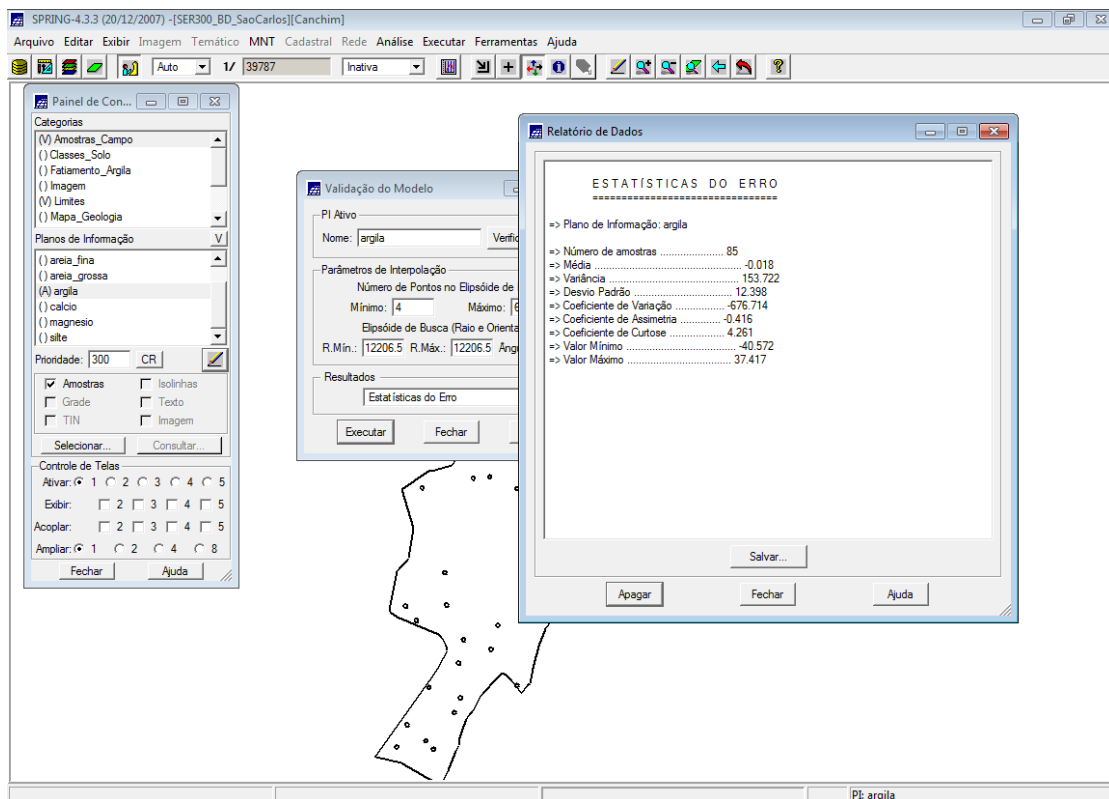 SPRING-4.3.3 (20/12/2007) -[SER300_BD_SaoCarlos][Canchim]
Arquivo Editar Exibir Imagem Temático MNT Cadastral Rede Análise Executar Ferramentas Ajuda
Auto 1/ 39787 Inativa
Painel de Con...
Categorias
(V) Amostras_Campo
( ) Classes_Solo
( ) Fatiamento_Argila
( ) Imagem
(V) Limites
( ) Mapa_Geologia
Planos de Informação V
( ) areia_fina
( ) areia_grossa
(A) argila
( ) calcio
( ) magnesio
( ) silte
Prioridade: 300 CR
Amostras Isolinhas
Grade Texto
TIN Imagem
Selecionar... Consultar...
Controle de Telas
Ativar: 1 2 3 4 5
Exibir: 2 3 4 5
Acoplar: 2 3 4 5
Ampliar: 1 2 4 8
Fechar Ajuda
Validação do Modelo
PI Ativo
Nome: argila
Parâmetros de Interpolação
Número de Pontos no Elipsóide de
Mínimo: 4 Máximo:
Elipsóide de Busca (Raio e Orienta
R.Mín.: 12206.5 R.Máx.: 12206.5
Resultados
Estatísticas do Erro
Executar Fechar
Relatório de Dados
ESTATÍSTICAS DO ERRO
================================
=> Plano de Informação: argila
=> Número de amostras ..................... 85
=> Média ................................................. -0.018
=> Variância ............................................ 153.722
=> Desvio Padrão .................................. 12.398
=> Coeficiente de Variação ................ -676.714
=> Coeficiente de Assimetria .............. -0.416
=> Coeficiente de Curtose .................. 4.261
=> Valor Mínimo .................................... -40.572
=> Valor Máximo ................................... 37.417
Salvar...
Apagar Fechar Ajuda
PI: argila